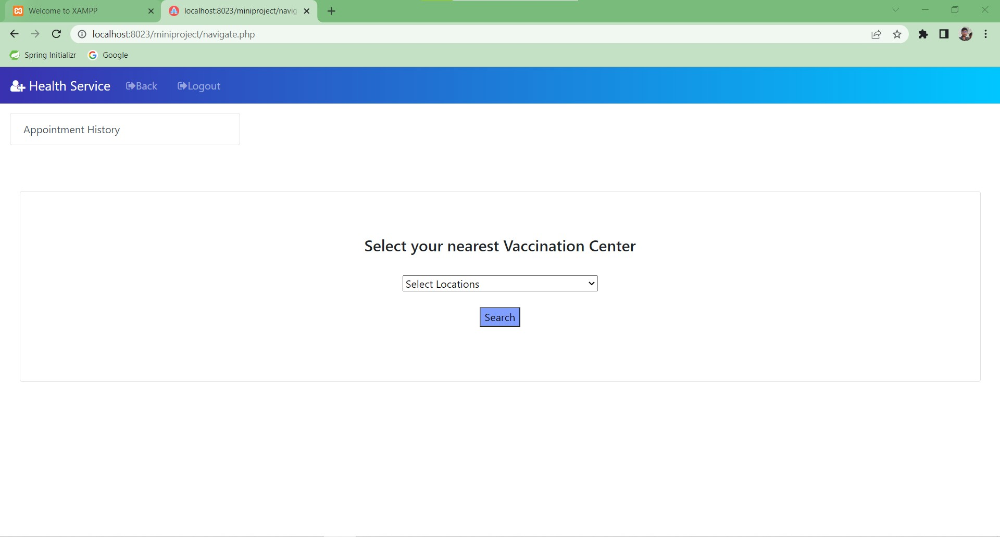 Welcome to XAMPP
localhost:8023/miniproject/navig
localhost:8023/miniproject/navigate.php
Spring Initializr
Google
Health Service
Back
Logout
Appointment History
Select your nearest Vaccination Center
Select Locations
Search